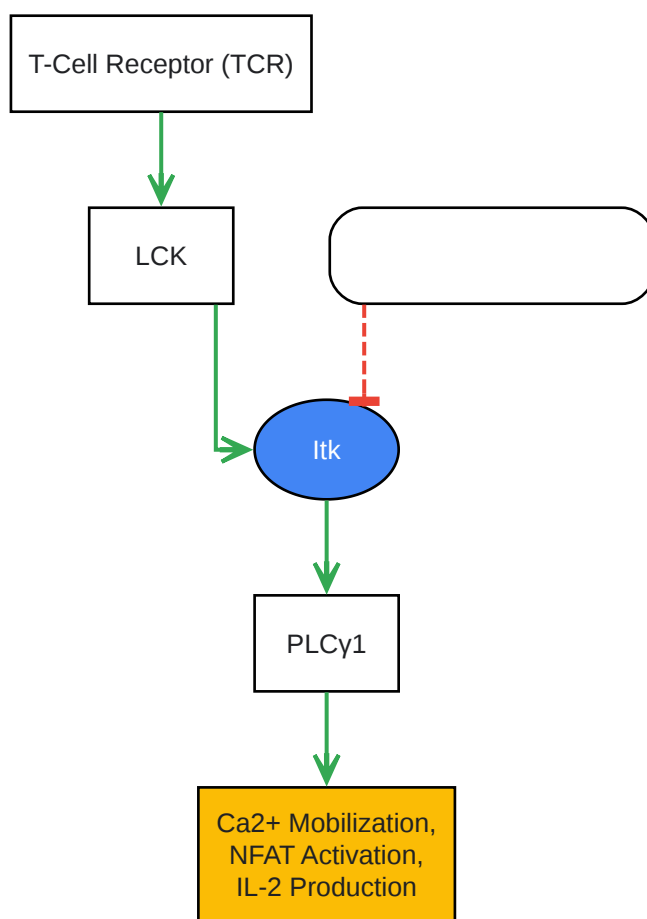 T-Cell Receptor (TCR)
LCK
Itk
PLCγ1
Ca2+ Mobilization,
NFAT Activation,
IL-2 Production